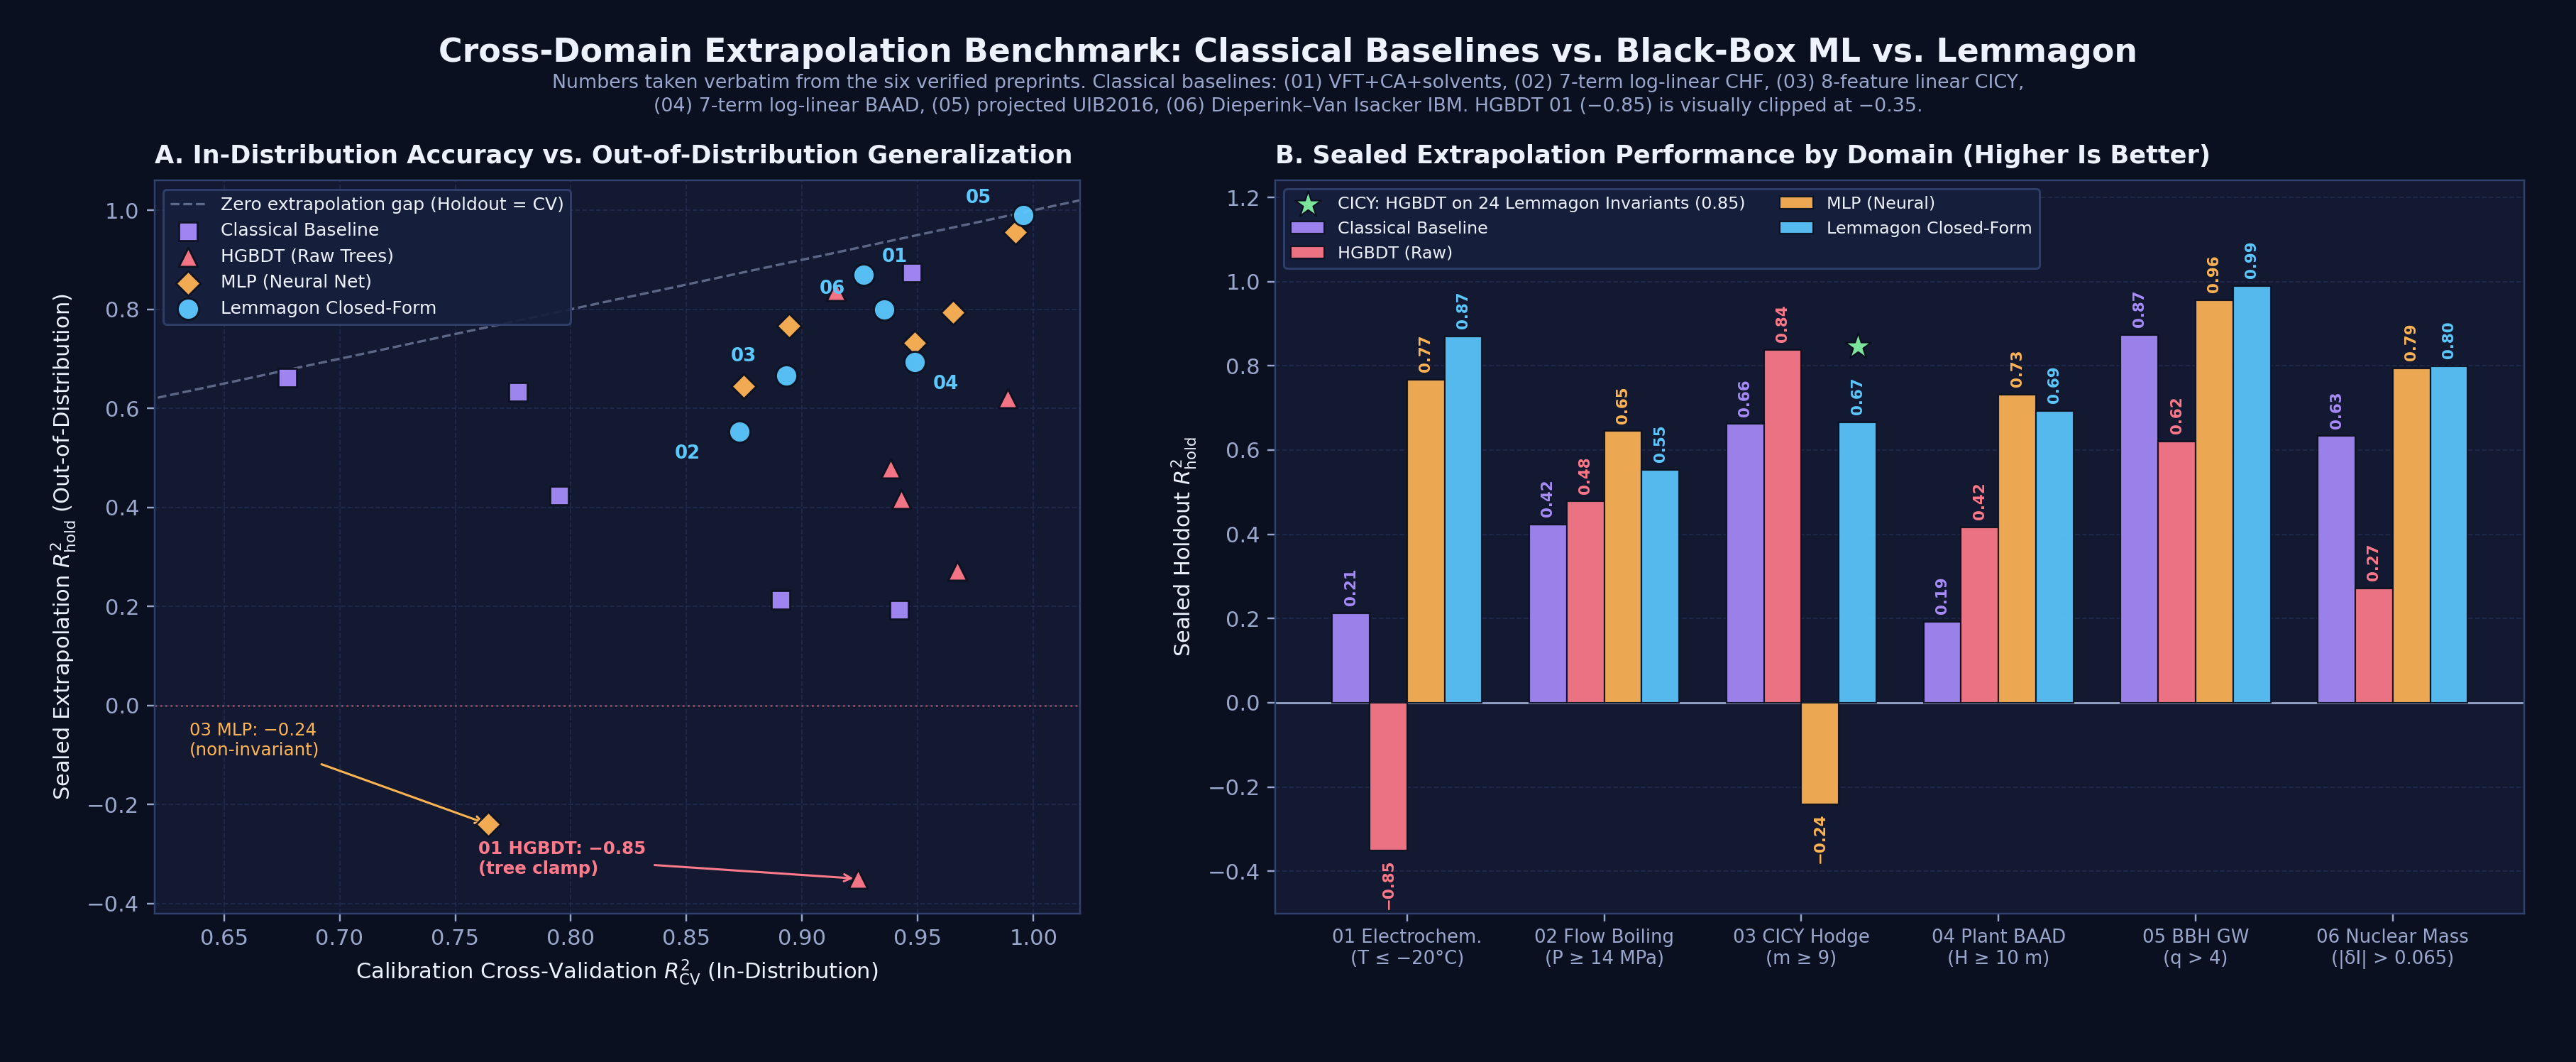 Cross-Domain Extrapolation Benchmark: Classical Baselines vs. Black-Box ML vs. Lemmagon
Numbers taken verbatim from the six verified preprints. Classical baselines: (01) VFT+CA+solvents, (02) 7-term log-linear CHF, (03) 8-feature linear CICY,
(04) 7-term log-linear BAAD, (05) projected UIB2016, (06) Dieperink–Van Isacker IBM. HGBDT 01 (−0.85) is visually clipped at −0.35.
A. In-Distribution Accuracy vs. Out-of-Distribution Generalization
Zero extrapolation gap (Holdout = CV)
Classical Baseline
HGBDT (Raw Trees)
MLP (Neural Net)
Lemmagon Closed-Form
05
01
06
03
04
02
03 MLP: −0.24
(non-invariant)
01 HGBDT: −0.85
(tree clamp)
1.0
0.8
0.6
0.4
0.2
0.0
−0.2
−0.4
Sealed Extrapolation R²hold (Out-of-Distribution)
0.65 0.70 0.75 0.80 0.85 0.90 0.95 1.00
Calibration Cross-Validation R²CV (In-Distribution)
B. Sealed Extrapolation Performance by Domain (Higher Is Better)
CICY: HGBDT on 24 Lemmagon Invariants (0.85)
Classical Baseline
HGBDT (Raw)
MLP (Neural)
Lemmagon Closed-Form
1.2
1.0
0.8
0.6
0.4
0.2
0.0
−0.2
−0.4
Sealed Holdout R²hold
0.21
−0.85
0.77
0.87
0.42
0.48
0.65
0.55
0.66
0.84
−0.24
0.67
0.19
0.42
0.73
0.69
0.87
0.62
0.96
0.99
0.63
0.27
0.79
0.80
01 Electrochem.
(T ≤ −20°C)
02 Flow Boiling
(P ≥ 14 MPa)
03 CICY Hodge
(m ≥ 9)
04 Plant BAAD
(H ≥ 10 m)
05 BBH GW
(q > 4)
06 Nuclear Mass
(|δI| > 0.065)